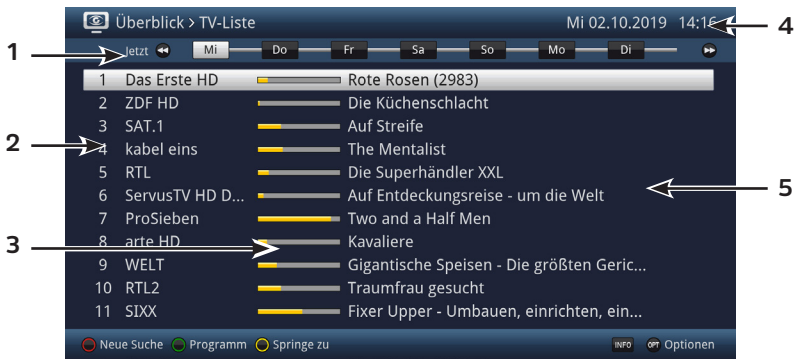 Überblick > TV-Liste Mi 02.10.2019 14:16 4
1 Jetzt Mi Do Fr Sa So Mo Di
1 Das Erste HD Rote Rosen (2983)
2 ZDF HD Die Küchenschlacht
3 SAT.1 Auf Streife
2 4 kabel eins The Mentalist
5 RTL Die Superhändler XXL
6 ServusTV HD D... Auf Entdeckungsreise - um die Welt 5
7 ProSieben Two and a Half Men
3 8 arte HD Kavaliere
9 WELT Gigantische Speisen - Die größten Geric...
10 RTL2 Traumfrau gesucht
11 SIXX Fixer Upper - Umbauen, einrichten, ein...
Neue Suche Programm Springe zu INFO OPT Optionen